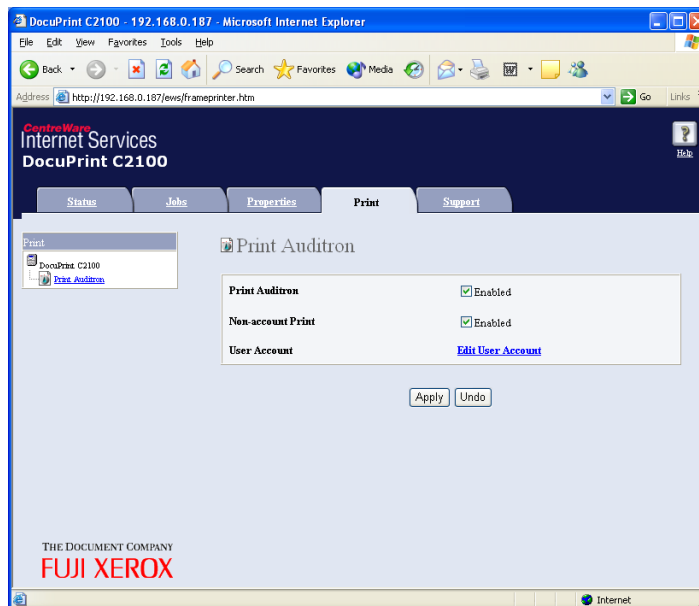 DocuPrint C2100 - 192.168.0.187 - Microsoft Internet Explorer
File Edit View Favorites Tools Help
Back Search Favorites Media
Address http://192.168.0.187/ews/frameprinter.htm Go Links
CentreWare
Internet Services
DocuPrint C2100
Help
Status Jobs Properties Print Support
Print
DocuPrint C2100
Print Auditron
Print Auditron
Print Auditron Enabled
Non-account Print Enabled
User Account Edit User Account
Apply Undo
THE DOCUMENT COMPANY
FUJI XEROX
Internet